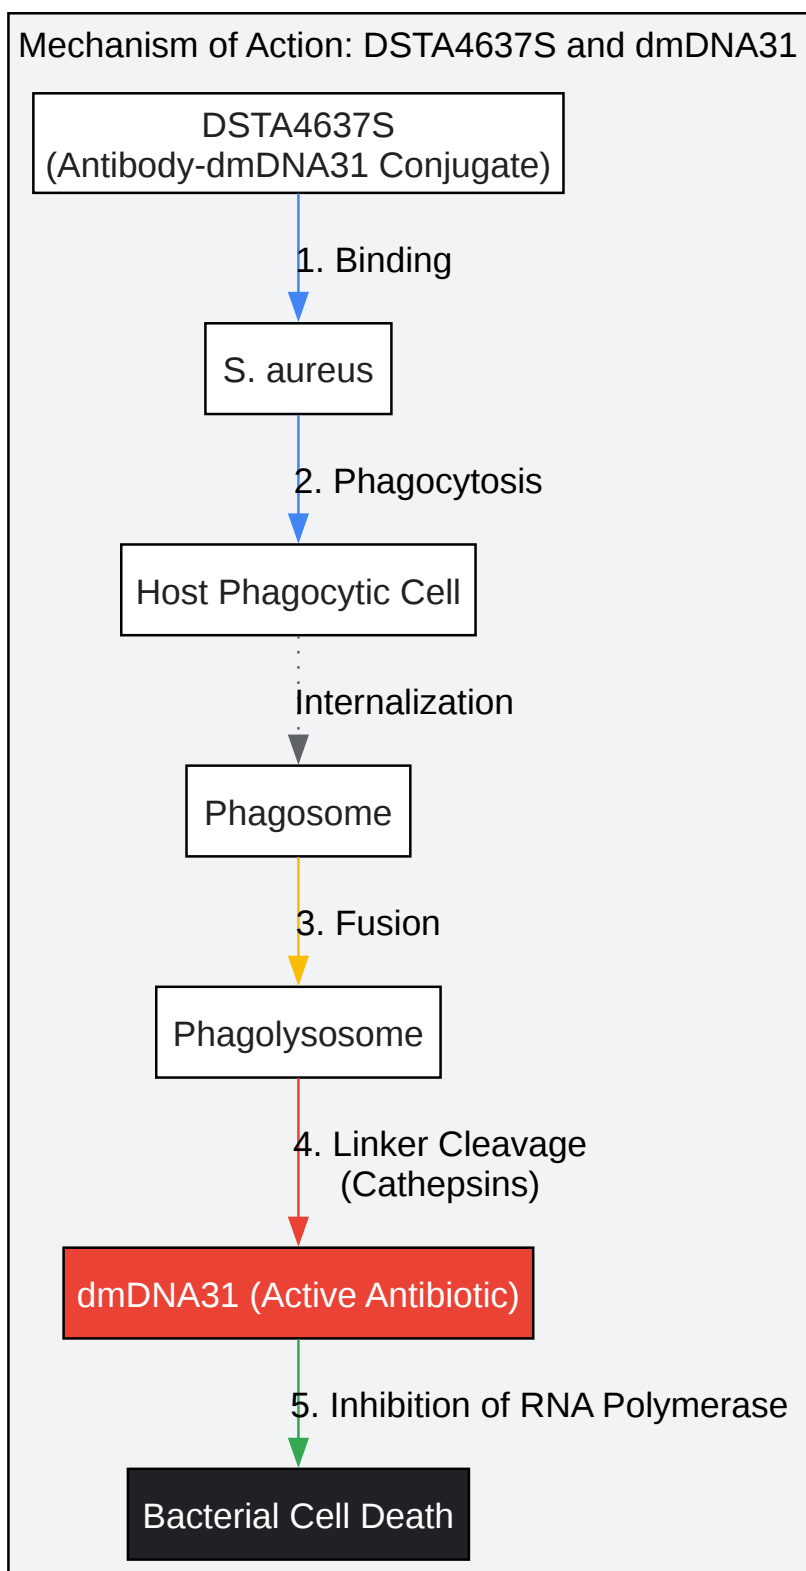 Mechanism of Action: DSTA4637S and dmDNA31
DSTA4637S
(Antibody-dmDNA31 Conjugate)
1. Binding
S. aureus
2. Phagocytosis
Host Phagocytic Cell
Internalization
Phagosome
3. Fusion
Phagolysosome
4. Linker Cleavage
(Cathepsins)
dmDNA31 (Active Antibiotic)
5. Inhibition of RNA Polymerase
Bacterial Cell Death